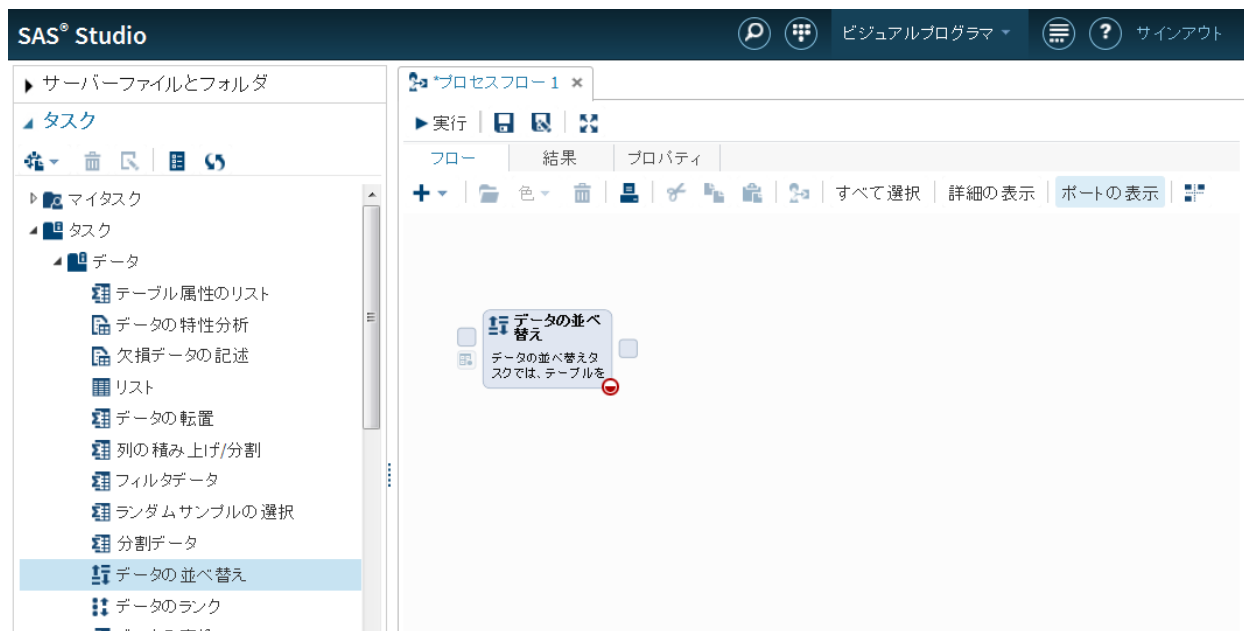 SAS® Studio
ビジュアルプログラマ
サインアウト
サーバーファイルとフォルダ
タスク
マイタスク
タスク
データ
テーブル属性のリスト
データの特性分析
欠損データの記述
リスト
データの転置
列の積み上げ/分割
フィルタデータ
ランダムサンプルの選択
分割データ
データの並べ替え
データのランク
*プロセスフロー 1
実行
フロー 結果 プロパティ
色 すべて選択 詳細の表示 ポートの表示
データの並べ
替え
データの並べ替えタ
スクでは、テーブルを